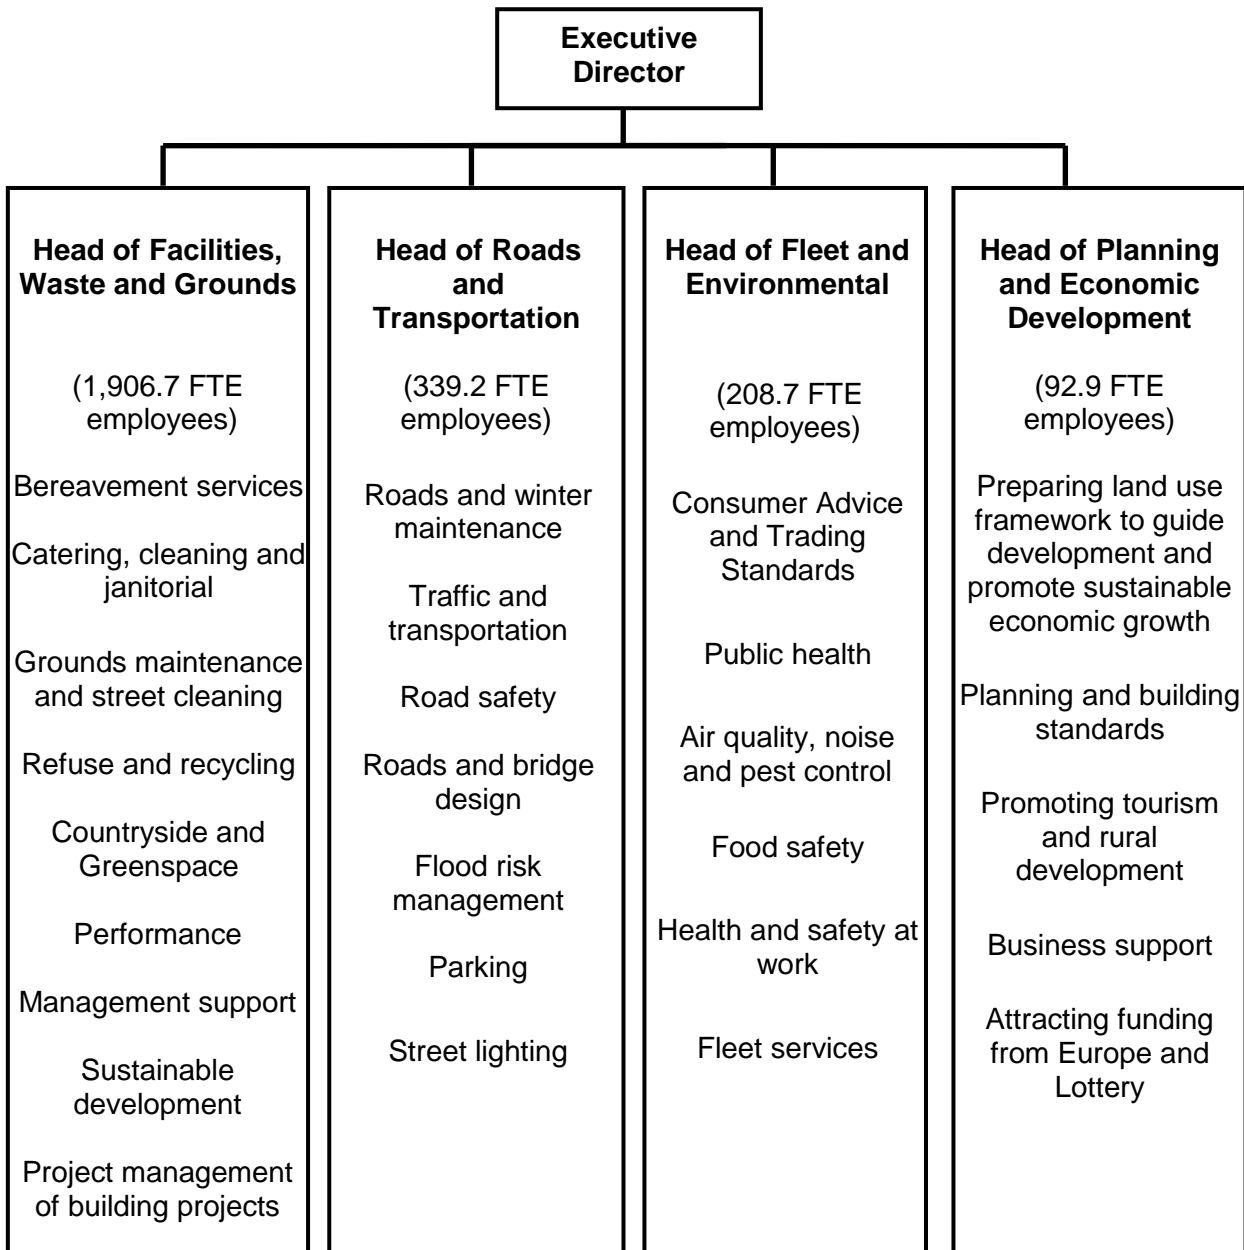 Executive
Director
Head of Facilities,
Waste and Grounds
(1,906.7 FTE
employees)
Bereavement services
Catering, cleaning and
janitorial
Grounds maintenance
and street cleaning
Refuse and recycling
Countryside and
Greenspace
Performance
Management support
Sustainable
development
Project management
of building projects
Head of Roads
and
Transportation
(339.2 FTE
employees)
Roads and winter
maintenance
Traffic and
transportation
Road safety
Roads and bridge
design
Flood risk
management
Parking
Street lighting
Head of Fleet and
Environmental
(208.7 FTE
employees)
Consumer Advice
and Trading
Standards
Public health
Air quality, noise
and pest control
Food safety
Health and safety at
work
Fleet services
Head of Planning
and Economic
Development
(92.9 FTE
employees)
Preparing land use
framework to guide
development and
promote sustainable
economic growth
Planning and building
standards
Promoting tourism
and rural
development
Business support
Attracting funding
from Europe and
Lottery